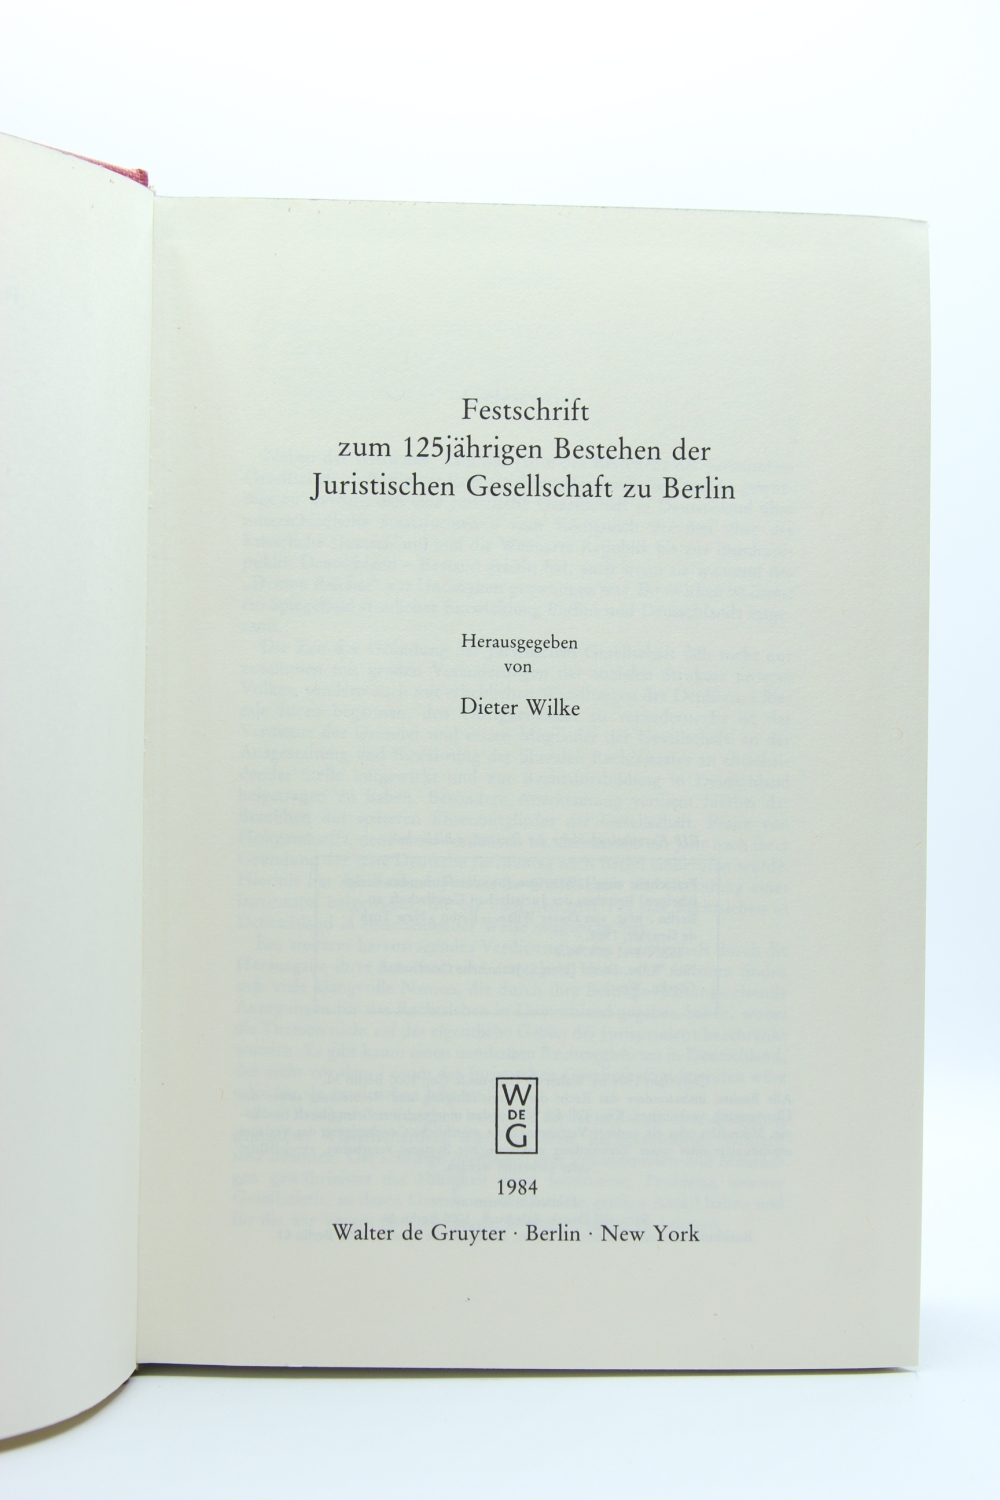 Festschrift
zum 125jährigen Bestehen der
Juristischen Gesellschaft zu Berlin
Herausgegeben
von
Dieter Wilke
W
DE
G
1984
Walter de Gruyter · Berlin · New York